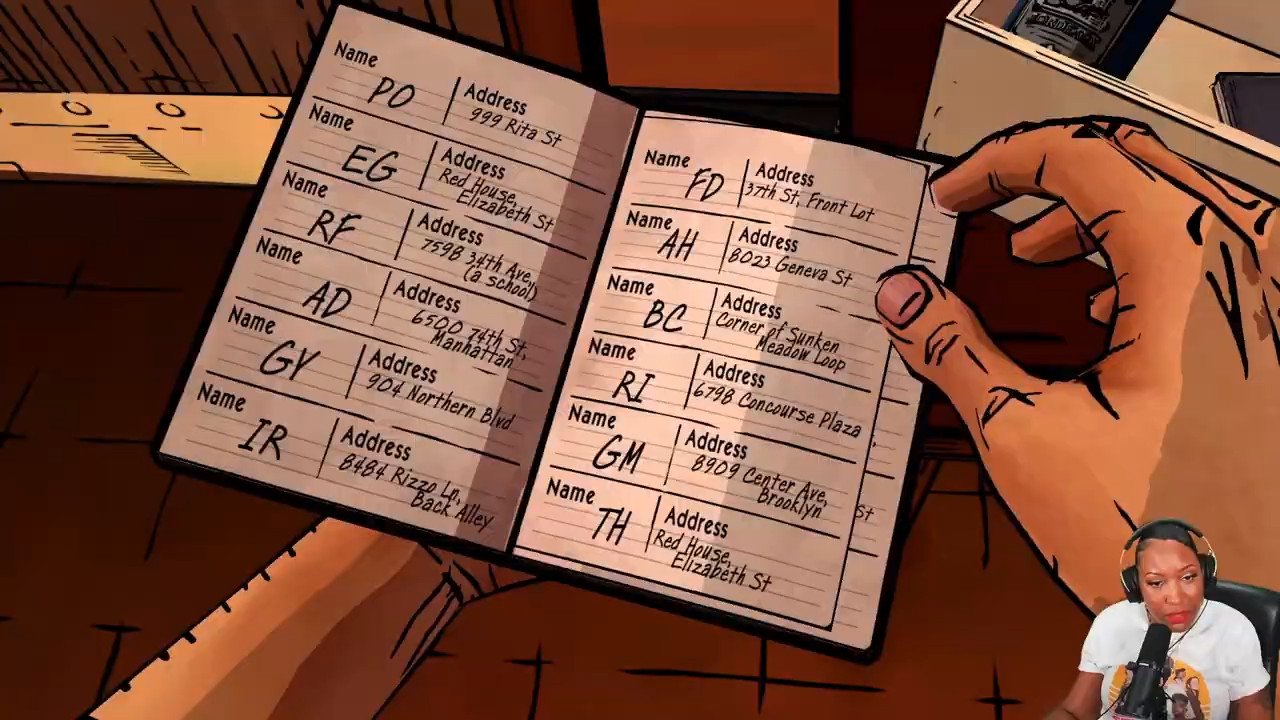 Name
PO
Address
999 Rita St
Name
EG
Address
Red House,
Elizabeth St
Name
RF
Address
7598 34th Ave,
(a school)
Name
AD
Address
6500 74th St,
Manhattan
Name
GY
Address
904 Northern Blvd
Name
IR
Address
8484 Rizzo Ln,
Back Alley
Name
FD
Address
37th St, Front Lot
Name
AH
Address
8023 Geneva St
Name
BC
Address
Corner of Sunken
Meadow Loop
Name
RI
Address
6798 Concourse Plaza
Name
GM
Address
8909 Center Ave,
Brooklyn
Name
TH
Address
Red House,
Elizabeth St
St